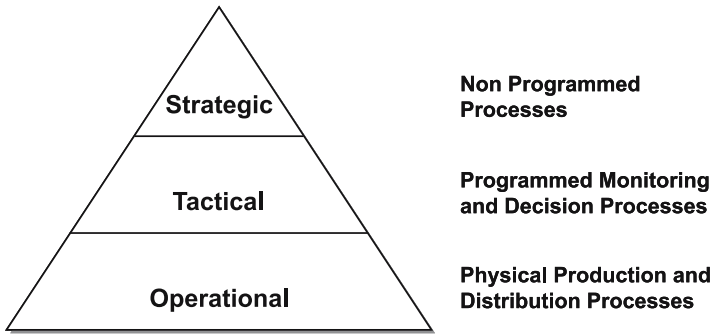 Strategic
Non Programmed
Processes
Tactical
Programmed Monitoring
and Decision Processes
Operational
Physical Production and
Distribution Processes